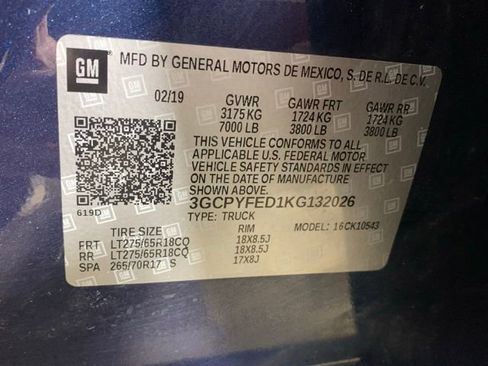 GM
MFD BY GENERAL MOTORS DE MEXICO, S. DE R.L. DE C.V.
02/19 GVWR GAWR FRT GAWR RR
3175 KG 1724 KG 1724 KG
7000 LB 3800 LB 3800 LB
THIS VEHICLE CONFORMS TO ALL
APPLICABLE U.S. FEDERAL MOTOR
VEHICLE SAFETY STANDARDS IN EFFECT
ON THE DATE OF MANUFACTURE
SHOWN ABOVE.
619D 3GCPYFED1KG132026
TYPE: TRUCK MODEL: 16CK10543
TIRE SIZE RIM
FRT LT275/65R18CQ 18X8.5J
RR LT275/65R18CQ 18X8.5J
SPA 265/70R17 S 17X8J